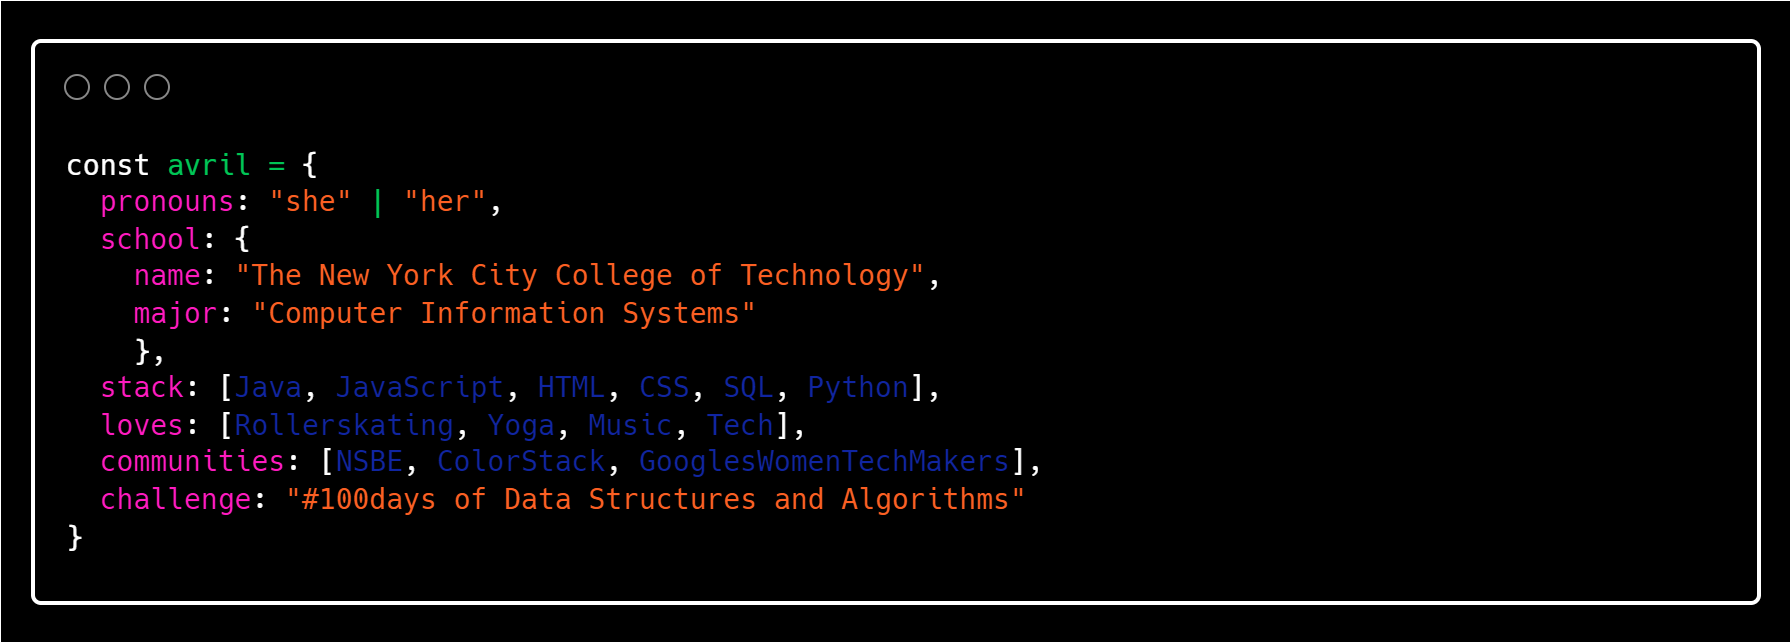 const avril = {
  pronouns: "she" | "her",
  school: {
    name: "The New York City College of Technology",
    major: "Computer Information Systems"
    },
  stack: [Java, JavaScript, HTML, CSS, SQL, Python],
  loves: [Rollerskating, Yoga, Music, Tech],
  communities: [NSBE, ColorStack, GooglesWomenTechMakers],
  challenge: "#100days of Data Structures and Algorithms"
}